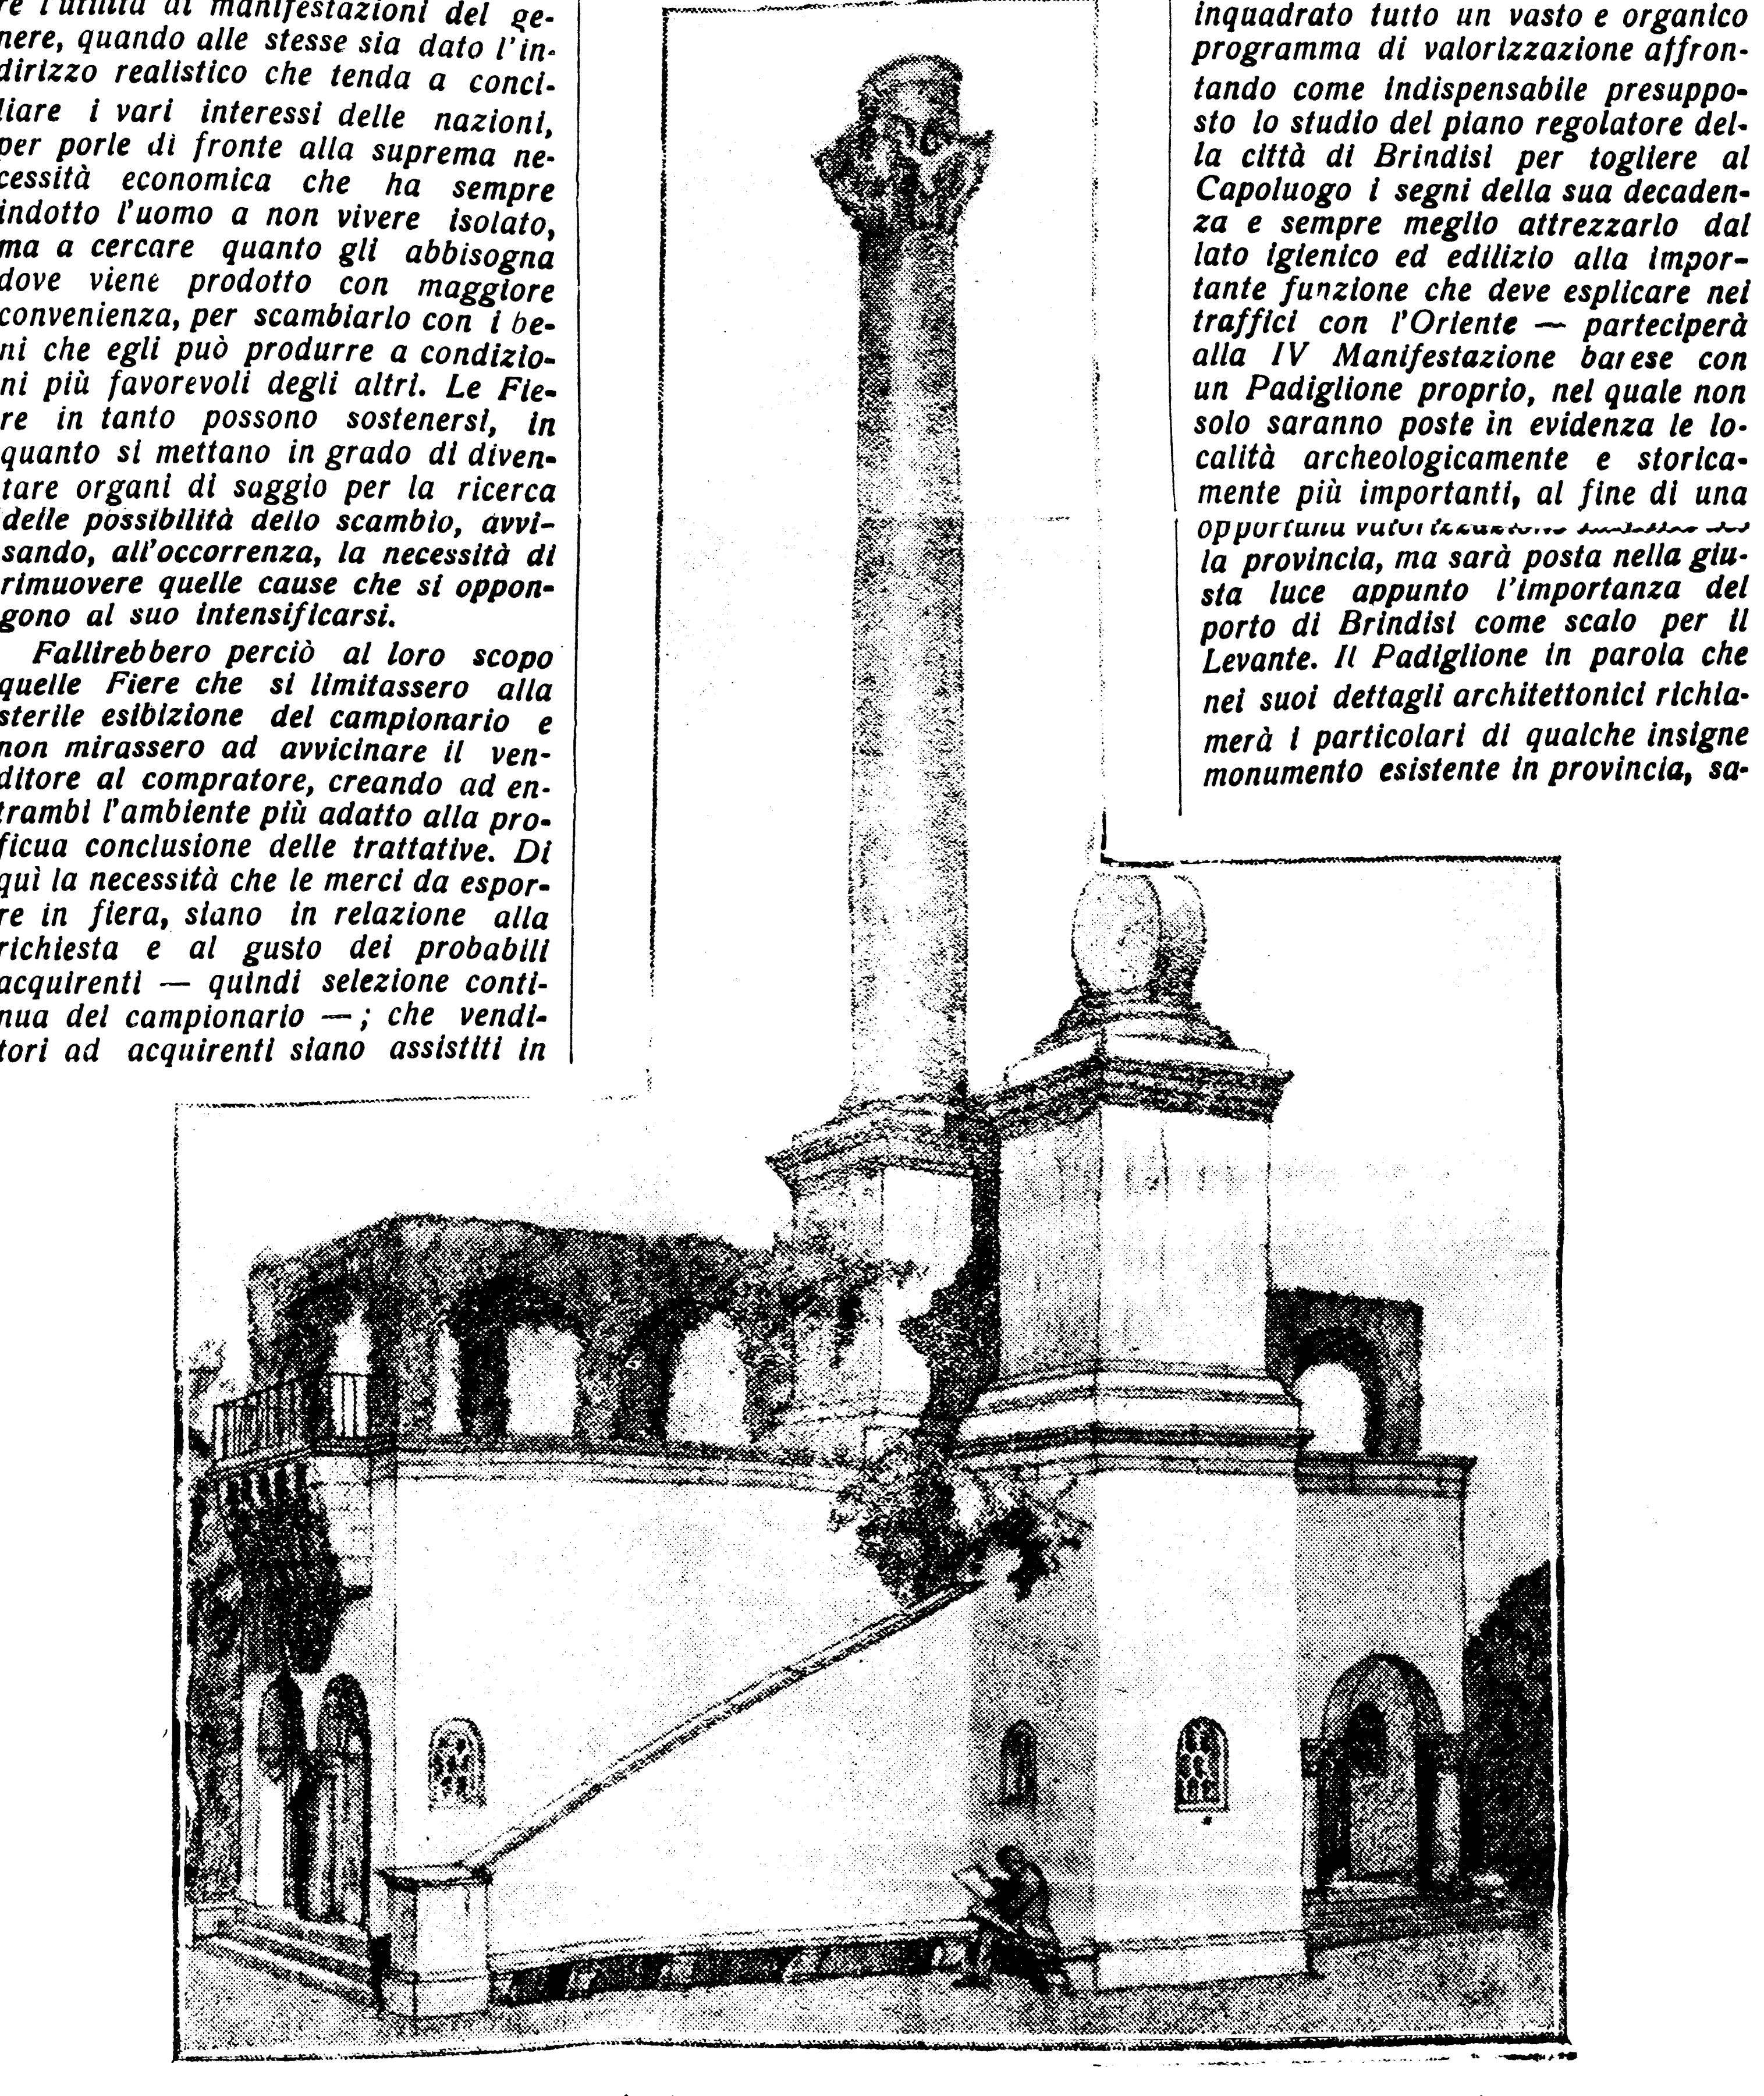 re l'utilità di manifestazioni del ge-
nere, quando alle stesse sia dato l'in-
dirizzo realistico che tenda a conci-
liare i vari interessi delle nazioni,
per porle di fronte alla suprema ne-
cessità economica che ha sempre
indotto l'uomo a non vivere isolato,
ma a cercare quanto gli abbisogna
dove viene prodotto con maggiore
convenienza, per scambiarlo con i be-
ni che egli può produrre a condizio-
ni più favorevoli degli altri. Le Fie-
re in tanto possono sostenersi, in
quanto si mettano in grado di diven-
tare organi di saggio per la ricerca
delle possibilità dello scambio, avvi-
sando, all'occorrenza, la necessità di
rimuovere quelle cause che si oppon-
gono al suo intensificarsi.
Fallirebbero perciò al loro scopo
quelle Fiere che si limitassero alla
sterile esibizione del campionario e
non mirassero ad avvicinare il ven-
ditore al compratore, creando ad en-
trambi l'ambiente più adatto alla pro-
ficua conclusione delle trattative. Di
quì la necessità che le merci da espor-
re in fiera, siano in relazione alla
richiesta e al gusto dei probabili
acquirenti — quindi selezione conti-
nua del campionario —; che vendi-
tori ad acquirenti siano assistiti in
inquadrato tutto un vasto e organico
programma di valorizzazione affron-
tando come indispensabile presuppo-
sto lo studio del piano regolatore del-
la città di Brindisi per togliere al
Capoluogo i segni della sua decaden-
za e sempre meglio attrezzarlo dal
lato igienico ed edilizio alla impor-
tante funzione che deve esplicare nei
traffici con l'Oriente — parteciperà
alla IV Manifestazione barese con
un Padiglione proprio, nel quale non
solo saranno poste in evidenza le lo-
calità archeologicamente e storica-
mente più importanti, al fine di una
opportuna valorizzazione
la provincia, ma sarà posta nella giu-
sta luce appunto l'importanza del
porto di Brindisi come scalo per il
Levante. Il Padiglione in parola che
nei suoi dettagli architettonici richia-
merà i particolari di qualche insigne
monumento esistente in provincia, sa-